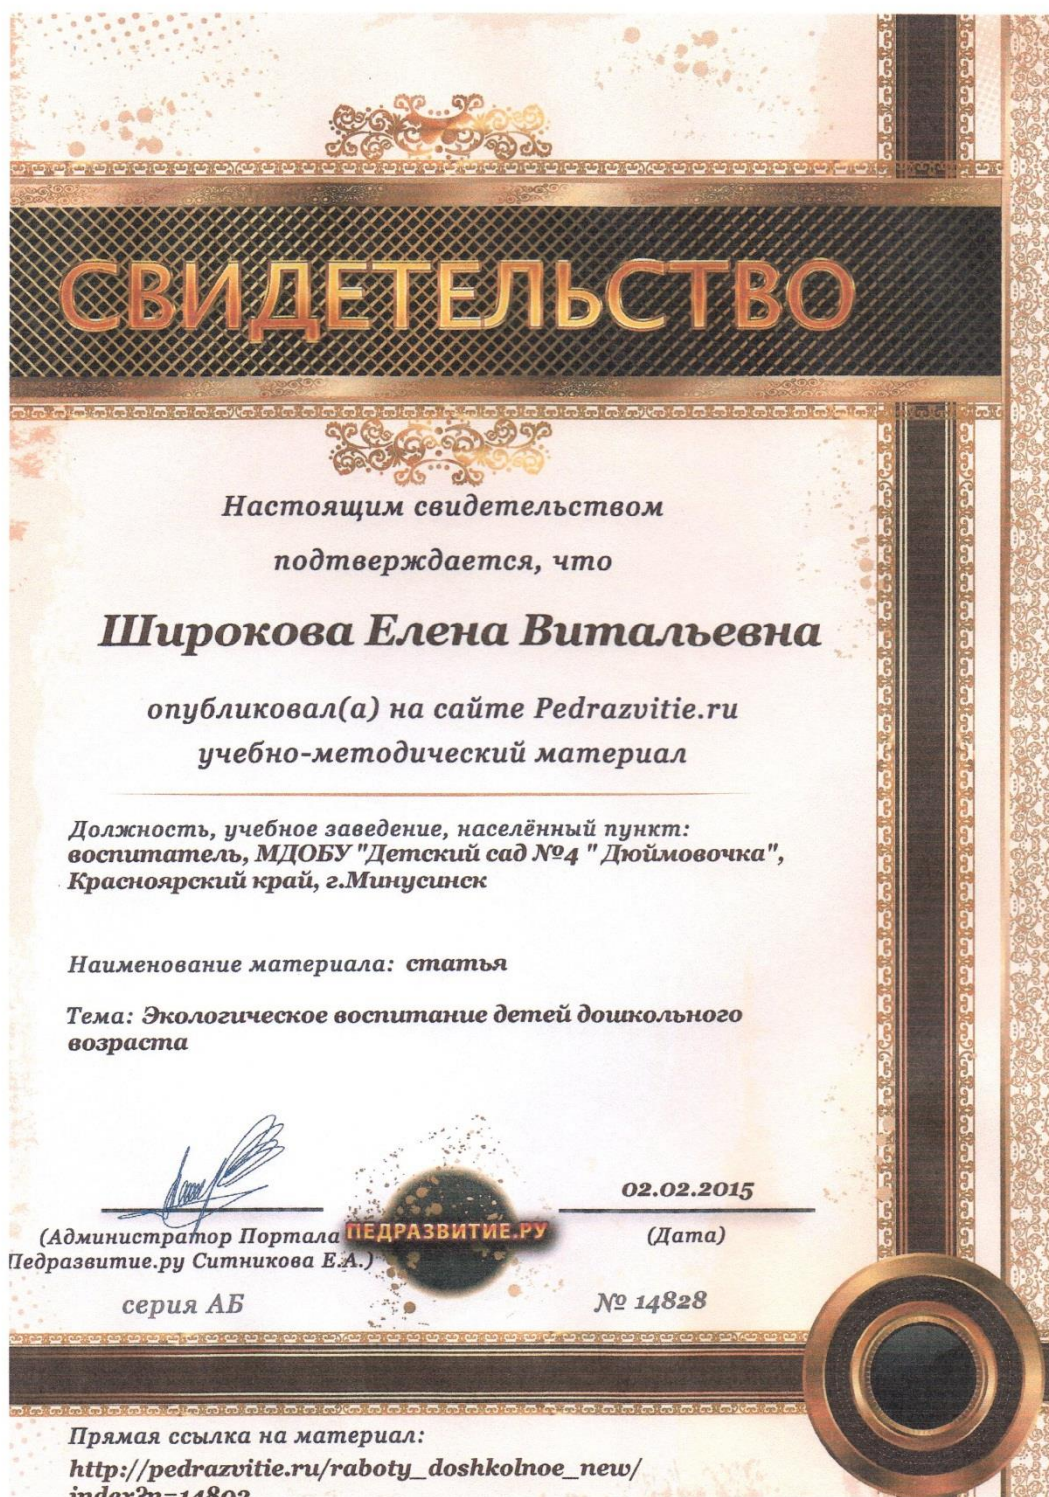 СВИДЕТЕЛЬСТВО
Настоящим свидетельством
подтверждается, что
Широкова Елена Витальевна
опубликовал(а) на сайте Pedrazvitie.ru
учебно-методический материал
Должность, учебное заведение, населённый пункт:
воспитатель, МДОБУ "Детский сад №4 " Дюймовочка",
Красноярский край, г.Минусинск
Наименование материала: статья
Тема: Экологическое воспитание детей дошкольного
возраста
02.02.2015
(Администратор Портала
Педразвитие.ру Ситникова Е.А.)
ПЕДРАЗВИТИЕ.РУ
(Дата)
серия АБ
№ 14828
Прямая ссылка на материал:
http://pedrazvitie.ru/raboty_doshkolnoe_new/